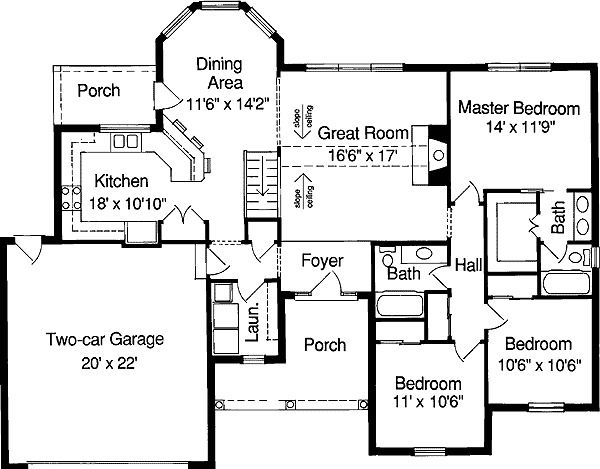 Dining
Area
11'6" x 14'2"
Porch
slope
ceiling
Great Room
16'6" x 17'
slope
ceiling
Master Bedroom
14' x 11'9"
Kitchen
18' x 10'10"
Bath
Foyer
Bath
Hall
Laun.
Two-car Garage
20' x 22'
Porch
Bedroom
10'6" x 10'6"
Bedroom
11' x 10'6"